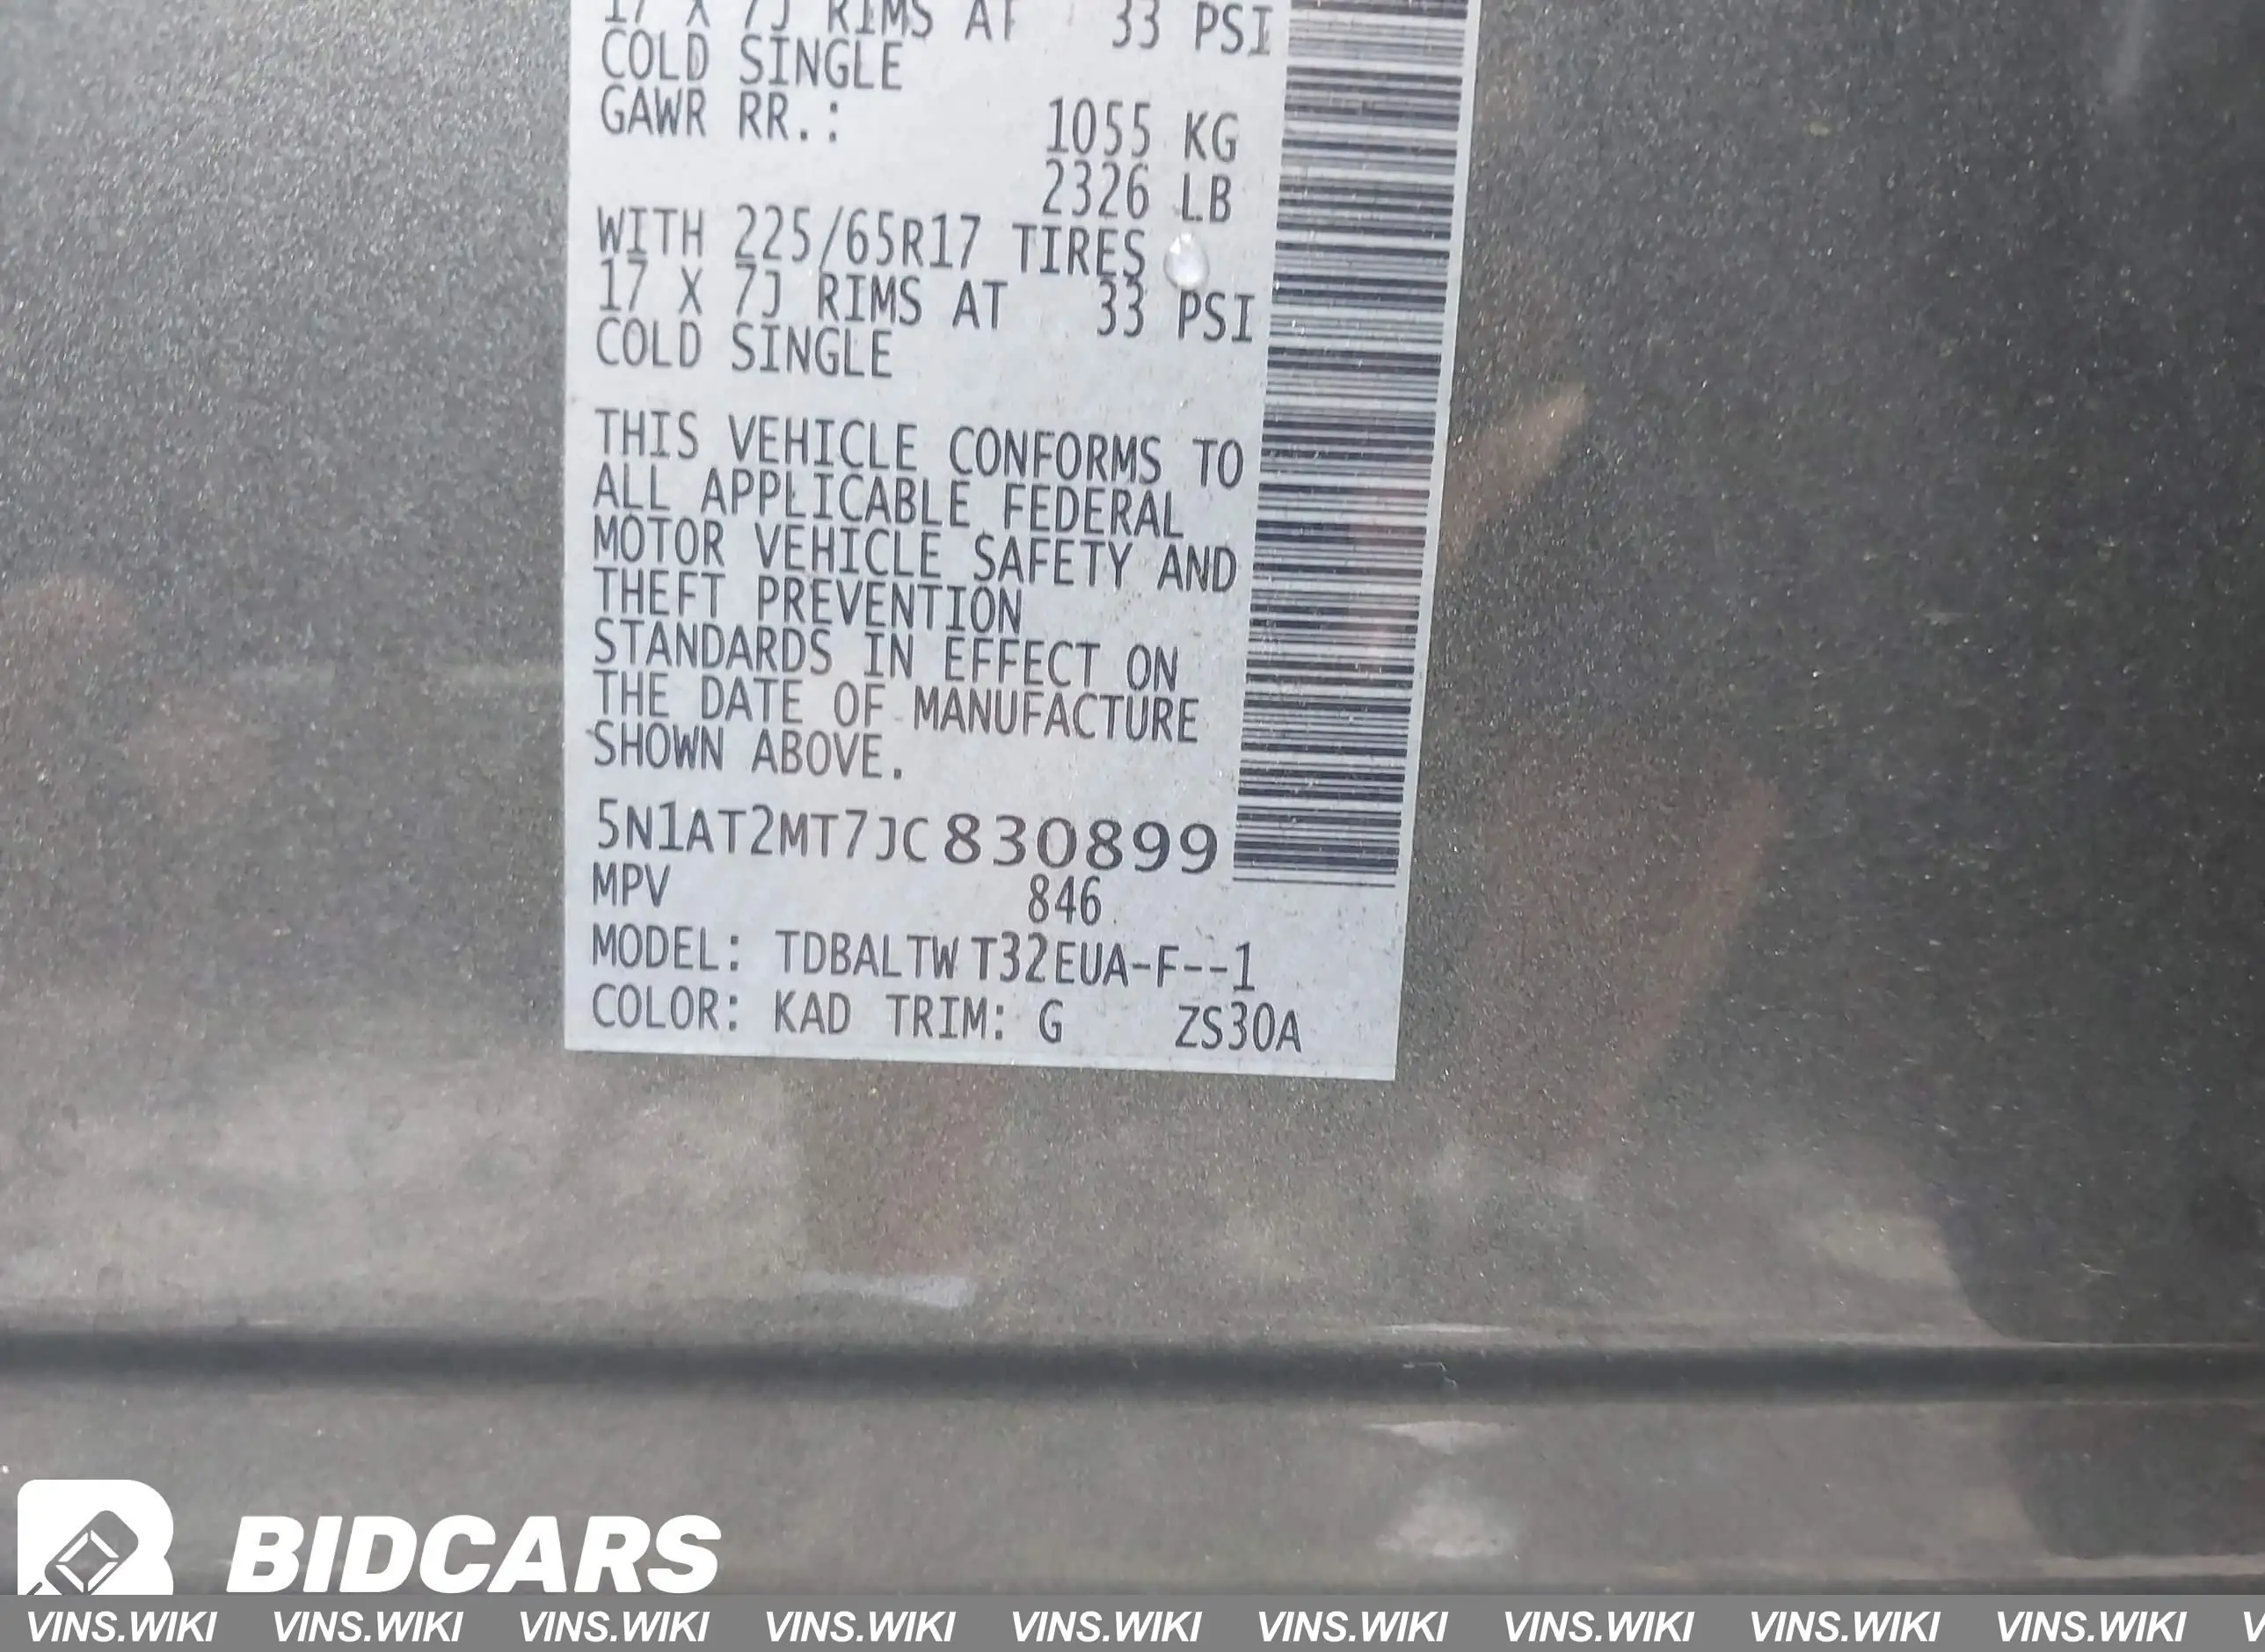 17 X 7J RIMS AT 33 PSI
COLD SINGLE
GAWR RR.: 1055 KG
2326 LB
WITH 225/65R17 TIRES
17 X 7J RIMS AT 33 PSI
COLD SINGLE
THIS VEHICLE CONFORMS TO
ALL APPLICABLE FEDERAL
MOTOR VEHICLE SAFETY AND
THEFT PREVENTION
STANDARDS IN EFFECT ON
THE DATE OF MANUFACTURE
SHOWN ABOVE.
5N1AT2MT7JC830899
MPV 846
MODEL: TDBALTW T32EUA-F--1
COLOR: KAD TRIM: G ZS30A
BIDCARS
VINS.WIKI VINS.WIKI VINS.WIKI VINS.WIKI VINS.WIKI VINS.WIKI VINS.WIKI VINS.WIKI VINS.WIKI V